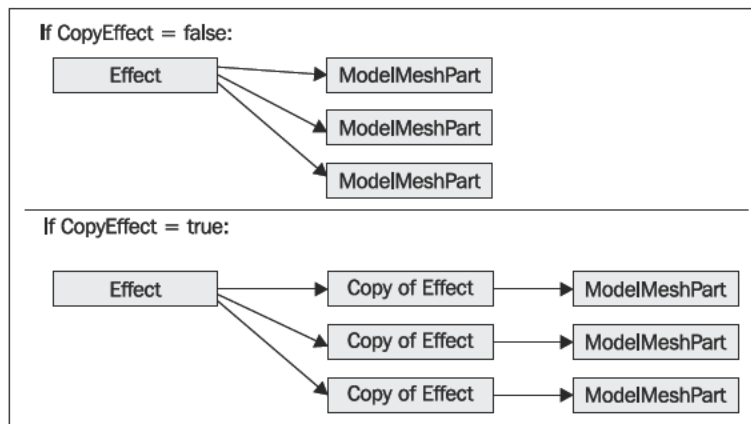 If CopyEffect = false:
Effect
ModelMeshPart
ModelMeshPart
ModelMeshPart
If CopyEffect = true:
Effect
Copy of Effect
ModelMeshPart
Copy of Effect
ModelMeshPart
Copy of Effect
ModelMeshPart